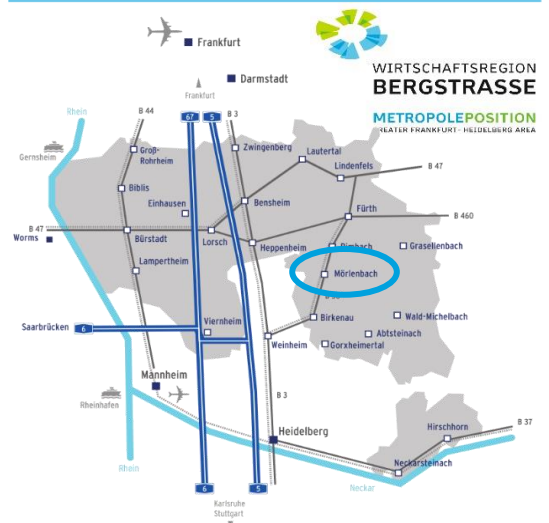 Frankfurt
WIRTSCHAFTSREGION
BERGSTRASSE
METROPOLEPOSITION
REATER FRANKFURT- HEIDELBERG AREA
Darmstadt
Frankfurt
Rhein
B 44
67
5
B 3
Gernsheim
Groß-
Rohrheim
Zwingenberg
Lautertal
Lindenfels
B 47
Biblis
Einhausen
Bensheim
Fürth
B 460
B 47
Worms
Bürstadt
Lorsch
Heppenheim
Rimbach
Grasellenbach
Lampertheim
Mörlenbach
Saarbrücken
6
Viernheim
Birkenau
Wald-Michelbach
Weinheim
Abtsteinach
Gorxheimertal
Mannheim
Rheinhafen
B 3
Heidelberg
Hirschhorn
B 37
Rhein
Neckarsteinach
Neckar
6
5
Karlsruhe
Stuttgart